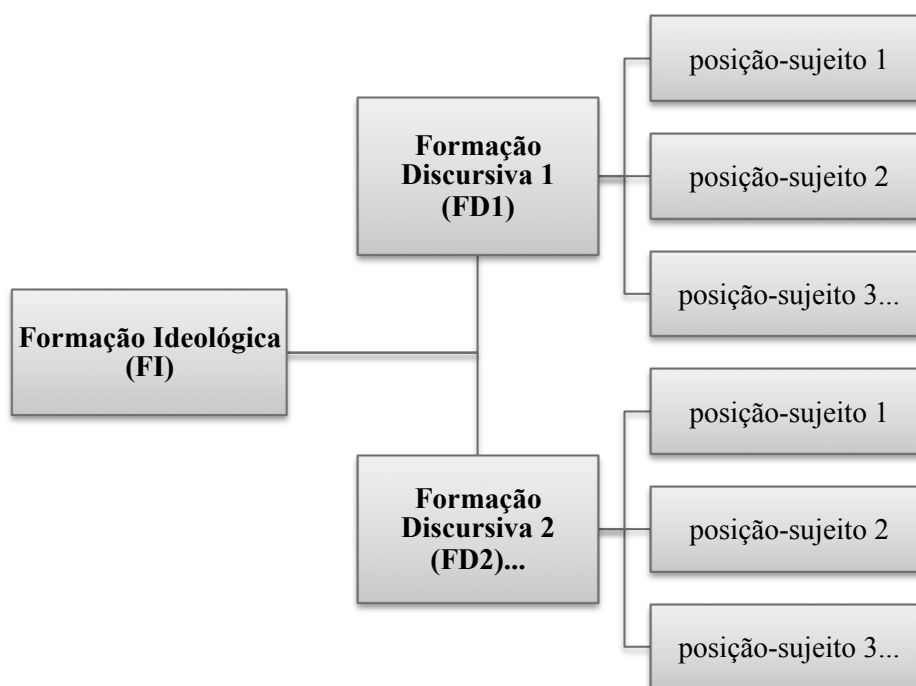 Formação Ideológica
(FI)
Formação
Discursiva 1
(FD1)
posição-sujeito 1
posição-sujeito 2
posição-sujeito 3...
Formação
Discursiva 2
(FD2)...
posição-sujeito 1
posição-sujeito 2
posição-sujeito 3...